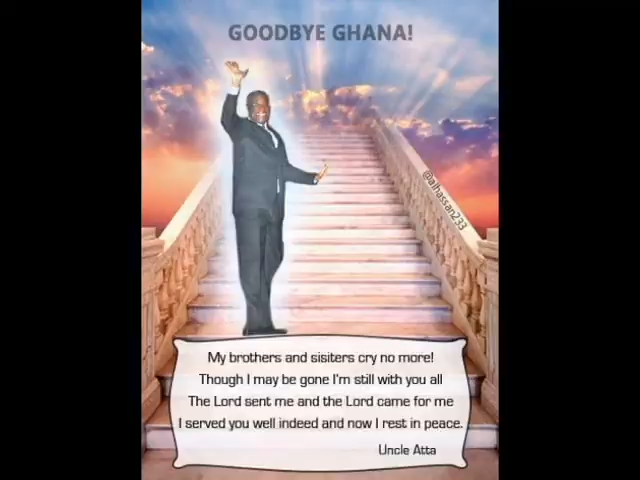 GOODBYE GHANA!
@alhassan233
My brothers and sisiters cry no more!
Though I may be gone I'm still with you all
The Lord sent me and the Lord came for me
I served you well indeed and now I rest in peace.
Uncle Atta